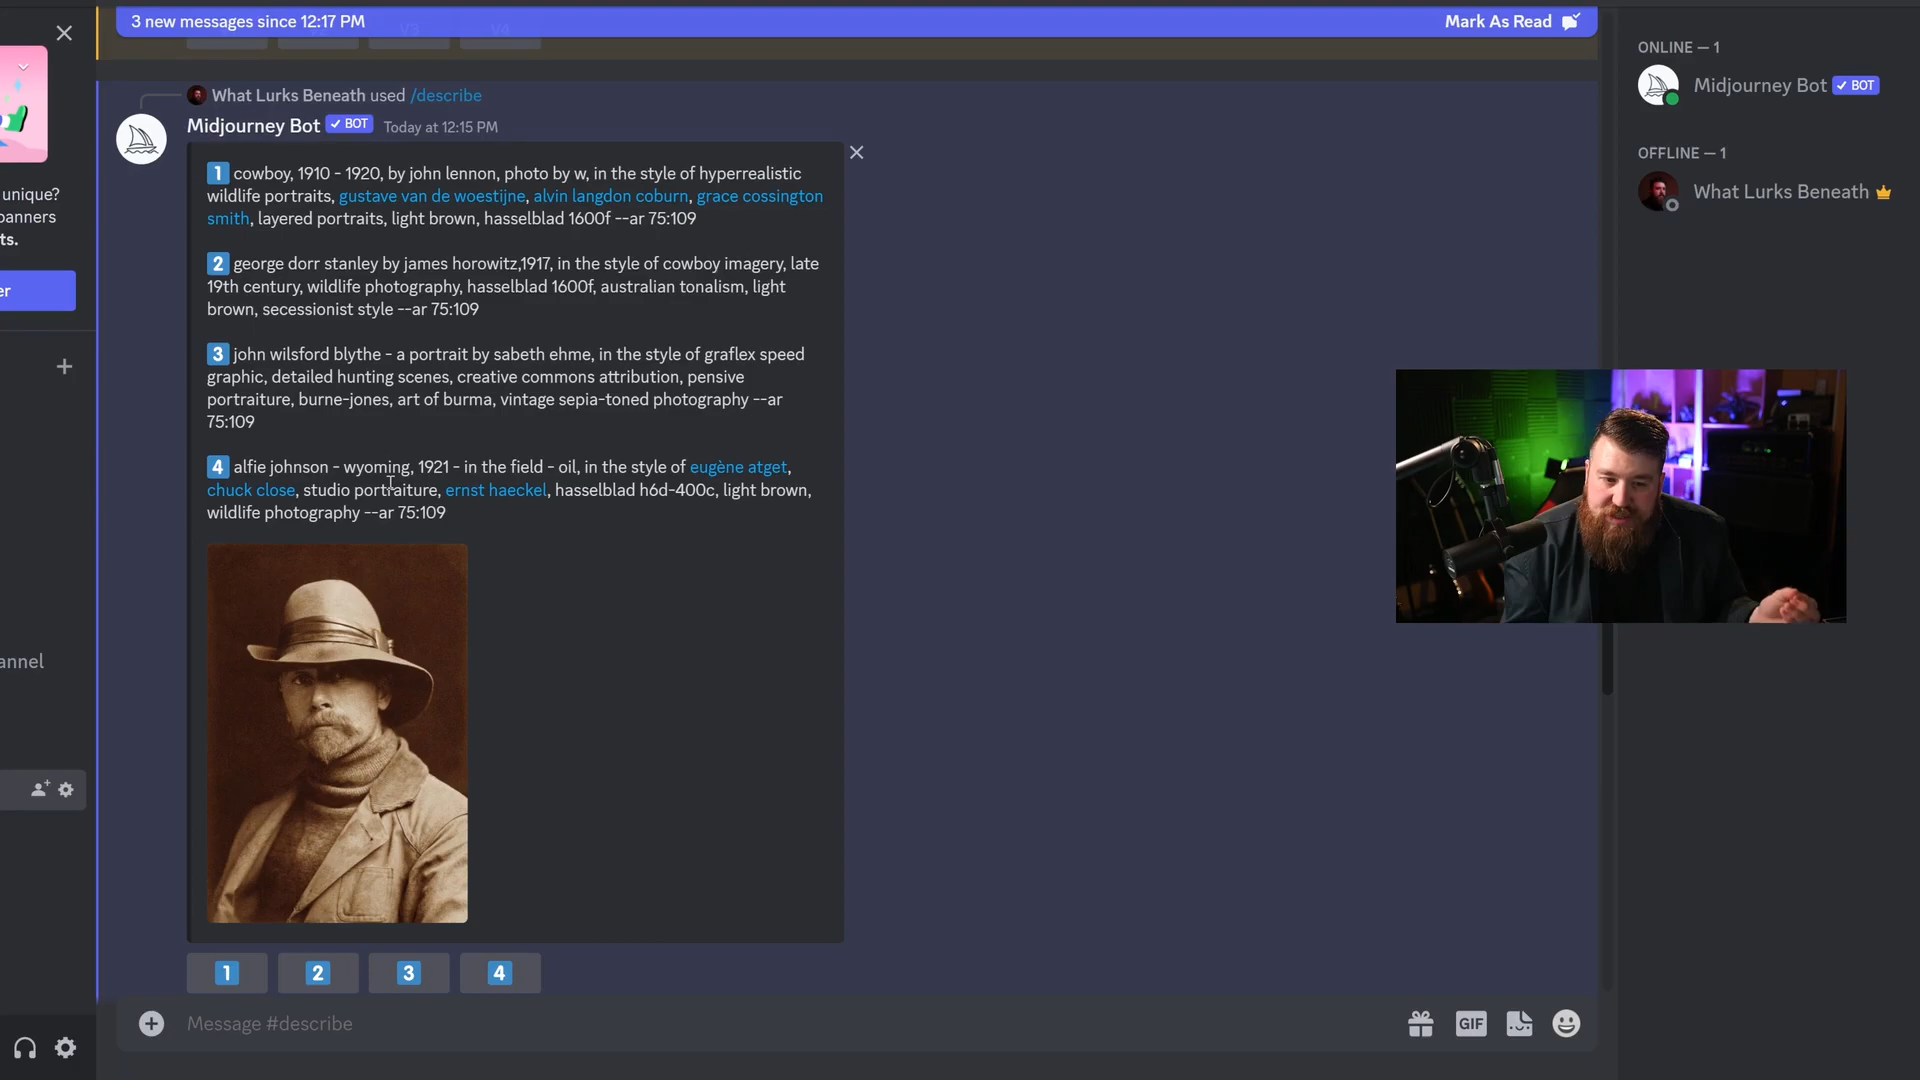 3 new messages since 12:17 PM
Mark As Read
V3
V4
unique?
banners
ts.
er
annel
What Lurks Beneath used /describe
Midjourney Bot BOT Today at 12:15 PM
1 cowboy, 1910 - 1920, by john lennon, photo by w, in the style of hyperrealistic
wildlife portraits, gustave van de woestijne, alvin langdon coburn, grace cossington
smith, layered portraits, light brown, hasselblad 1600f --ar 75:109
2 george dorr stanley by james horowitz,1917, in the style of cowboy imagery, late
19th century, wildlife photography, hasselblad 1600f, australian tonalism, light
brown, secessionist style --ar 75:109
3 john wilsford blythe - a portrait by sabeth ehme, in the style of graflex speed
graphic, detailed hunting scenes, creative commons attribution, pensive
portraiture, burne-jones, art of burma, vintage sepia-toned photography --ar
75:109
4 alfie johnson - wyoming, 1921 - in the field - oil, in the style of eugène atget,
chuck close, studio portraiture, ernst haeckel, hasselblad h6d-400c, light brown,
wildlife photography --ar 75:109
1 2 3 4
Message #describe
GIF
ONLINE — 1
Midjourney Bot BOT
OFFLINE — 1
What Lurks Beneath